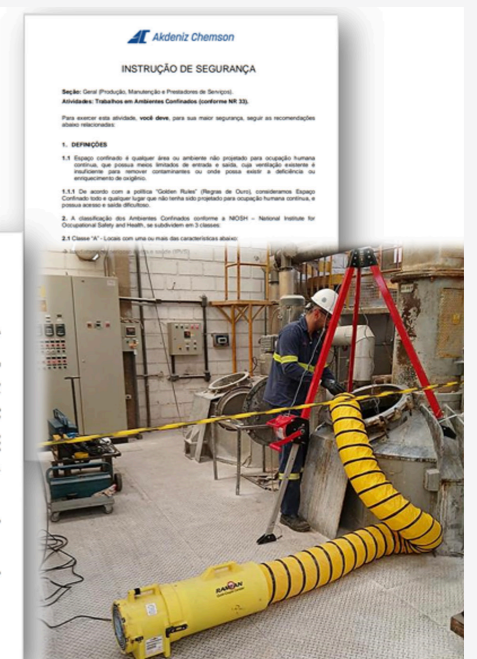 Akdeniz Chemson
INSTRUÇÃO DE SEGURANÇA
Seção: Geral (Produção, Manutenção e Prestadores de Serviços).
Atividades: Trabalhos em Ambientes Confinados (conforme NR 33).
Para exercer esta atividade, você deve, para sua maior segurança, seguir as recomendações
abaixo relacionadas:
1. DEFINIÇÕES
1.1 Espaço confinado é qualquer área ou ambiente não projetado para ocupação humana
contínua, que possua meios limitados de entrada e saída, cuja ventilação existente é
insuficiente para remover contaminantes ou onde possa existir a deficiência ou
enriquecimento de oxigênio.
1.1.1 De acordo com a política "Golden Rules" (Regras de Ouro), consideramos Espaço
Confinado todo e qualquer lugar que não tenha sido projetado para ocupação humana contínua, e
possua acesso e saída dificultoso.
2. A classificação dos Ambientes Confinados conforme a NIOSH – National Institute for
Occupational Safety and Health, se subdividem em 3 classes:
2.1 Classe "A" - Locais com uma ou mais das características abaixo:
RAMFAN